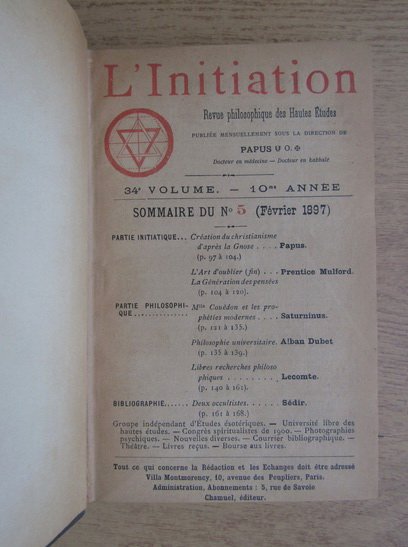 L'Initiation
Revue philosophique des Hautes Études
PUBLIÉE MENSUELLEMENT SOUS LA DIRECTION DE
PAPUS O.
Docteur en médecine — Docteur en kabbale
34e VOLUME. — 10me ANNÉE
SOMMAIRE DU No 5 (Février 1897)
PARTIE INITIATIQUE... Création du christianisme
d'après la Gnose . . . . Papus.
(p. 97 à 104.)
L'Art d'oublier (fin) . . . Prentice Mulford.
La Génération des pensées
(p. 104 à 120).
PARTIE PHILOSOPHI-
QUE............... Mlle Couédon et les pro-
phéties modernes . . . . Saturninus.
(p. 121 à 135.)
Philosophie universitaire. Alban Dubet
(p. 135 à 139.)
Libres recherches philoso
phiques . . . . . . . . . Lecomte.
(p. 140 à 161).
BIBLIOGRAPHIE....... Deux occultistes. . . . . Sédir.
(p. 161 à 168.)
Groupe indépendant d'Études ésotériques. — Université libre des
hautes études. — Congrès spiritualistes de 1900. — Photographies
psychiques. — Nouvelles diverses. — Courrier bibliographique. —
Théâtre. — Livres reçus. — Bourse aux livres.
Tout ce qui concerne la Rédaction et les Echanges doit être adressé
Villa Montmorency, 10, avenue des Peupliers, Paris.
Administration, Abonnements : 5, rue de Savoie
Chamuel, éditeur.